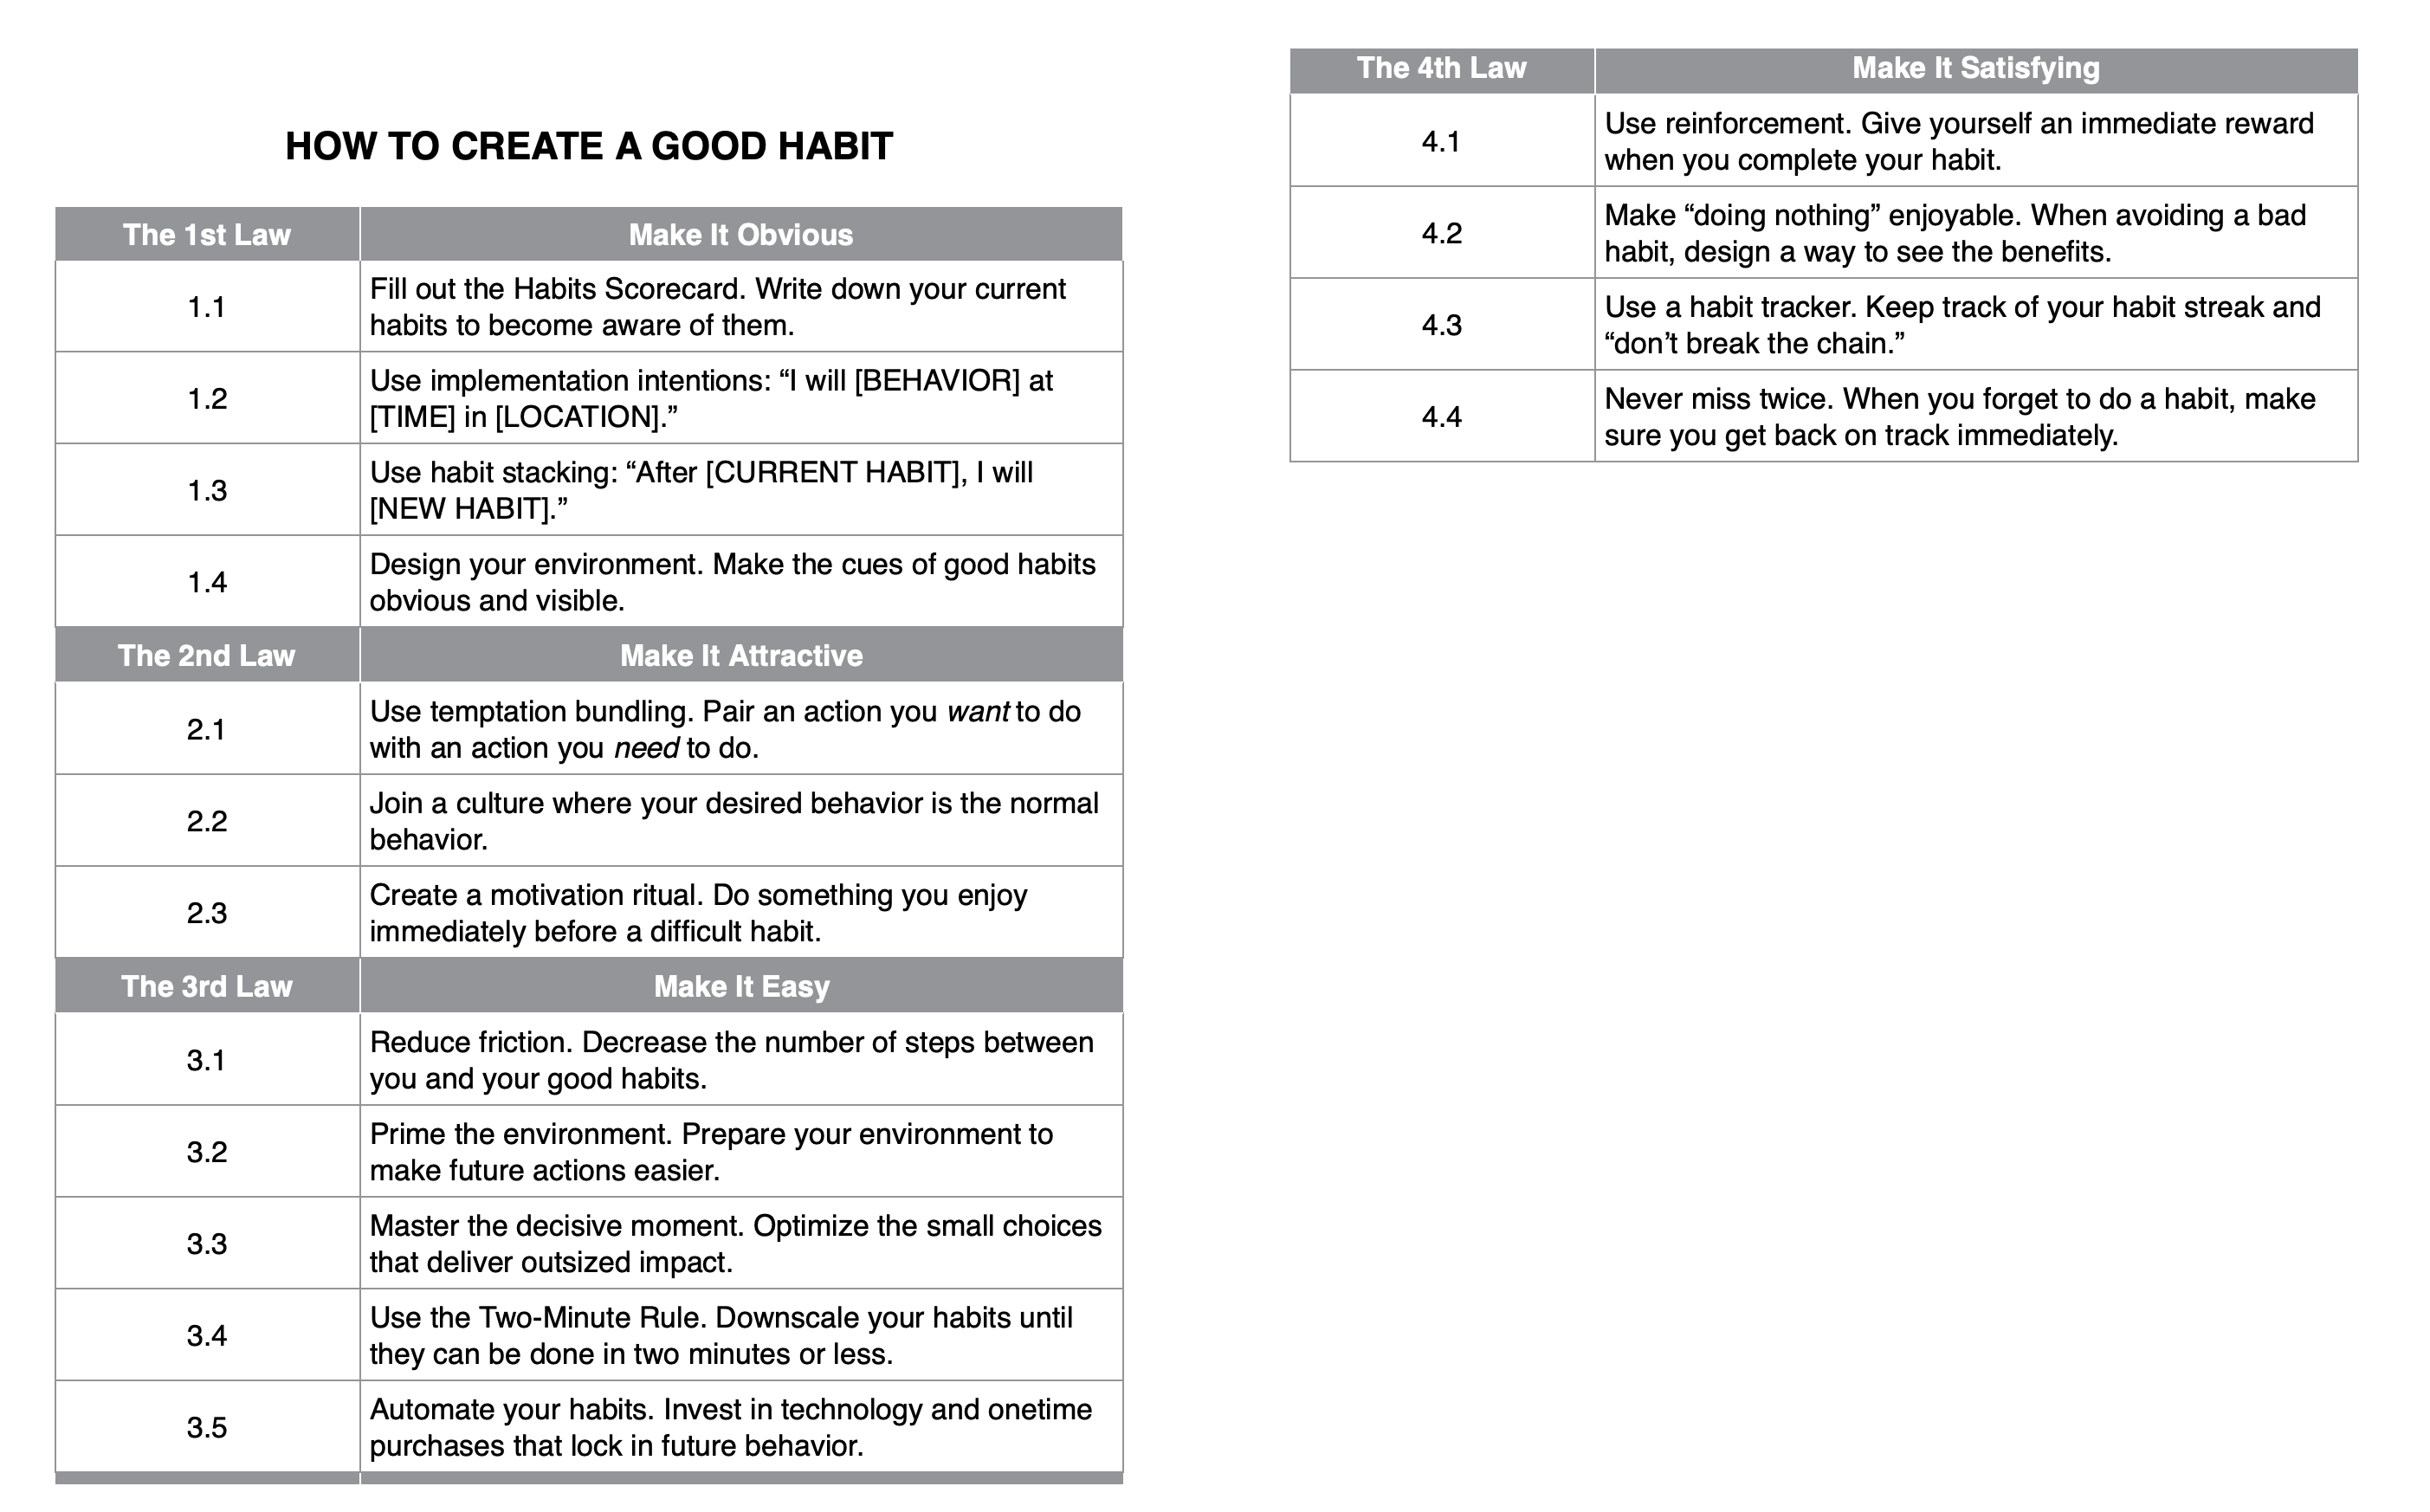 HOW TO CREATE A GOOD HABIT
The 1st Law Make It Obvious
1.1 Fill out the Habits Scorecard. Write down your current
habits to become aware of them.
1.2 Use implementation intentions: “I will [BEHAVIOR] at
[TIME] in [LOCATION].”
1.3 Use habit stacking: “After [CURRENT HABIT], I will
[NEW HABIT].”
1.4 Design your environment. Make the cues of good habits
obvious and visible.
The 2nd Law Make It Attractive
2.1 Use temptation bundling. Pair an action you want to do
with an action you need to do.
2.2 Join a culture where your desired behavior is the normal
behavior.
2.3 Create a motivation ritual. Do something you enjoy
immediately before a difficult habit.
The 3rd Law Make It Easy
3.1 Reduce friction. Decrease the number of steps between
you and your good habits.
3.2 Prime the environment. Prepare your environment to
make future actions easier.
3.3 Master the decisive moment. Optimize the small choices
that deliver outsized impact.
3.4 Use the Two-Minute Rule. Downscale your habits until
they can be done in two minutes or less.
3.5 Automate your habits. Invest in technology and onetime
purchases that lock in future behavior.
The 4th Law Make It Satisfying
4.1 Use reinforcement. Give yourself an immediate reward
when you complete your habit.
4.2 Make “doing nothing” enjoyable. When avoiding a bad
habit, design a way to see the benefits.
4.3 Use a habit tracker. Keep track of your habit streak and
“don’t break the chain.”
4.4 Never miss twice. When you forget to do a habit, make
sure you get back on track immediately.